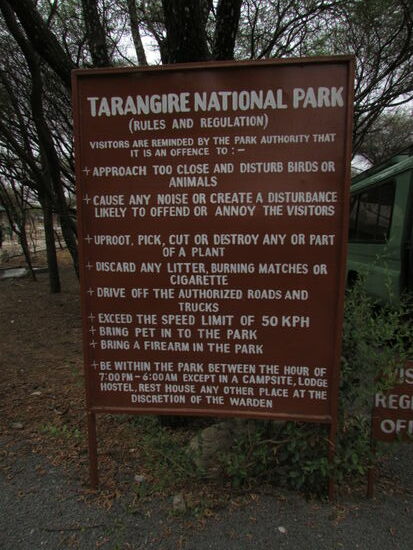 TARANGIRE NATIONAL PARK
(RULES AND REGULATION)
VISITORS ARE REMINDED BY THE PARK AUTHORITY THAT
IT IS AN OFFENCE TO :-
+ APPROACH TOO CLOSE AND DISTURB BIRDS OR
ANIMALS
+ CAUSE ANY NOISE OR CREATE A DISTURBANCE
LIKELY TO OFFEND OR ANNOY THE VISITORS
+ UPROOT, PICK, CUT OR DESTROY ANY OR PART
OF A PLANT
+ DISCARD ANY LITTER, BURNING MATCHES OR
CIGARETTE
+ DRIVE OFF THE AUTHORIZED ROADS AND
TRUCKS
+ EXCEED THE SPEED LIMIT OF 50 KPH
+ BRING PET IN TO THE PARK
+ BRING A FIREARM IN THE PARK
+ BE WITHIN THE PARK BETWEEN THE HOUR OF
7:00PM - 6:00AM EXCEPT IN A CAMPSITE, LODGE
HOSTEL, REST HOUSE ANY OTHER PLACE AT THE
DISCRETION OF THE WARDEN